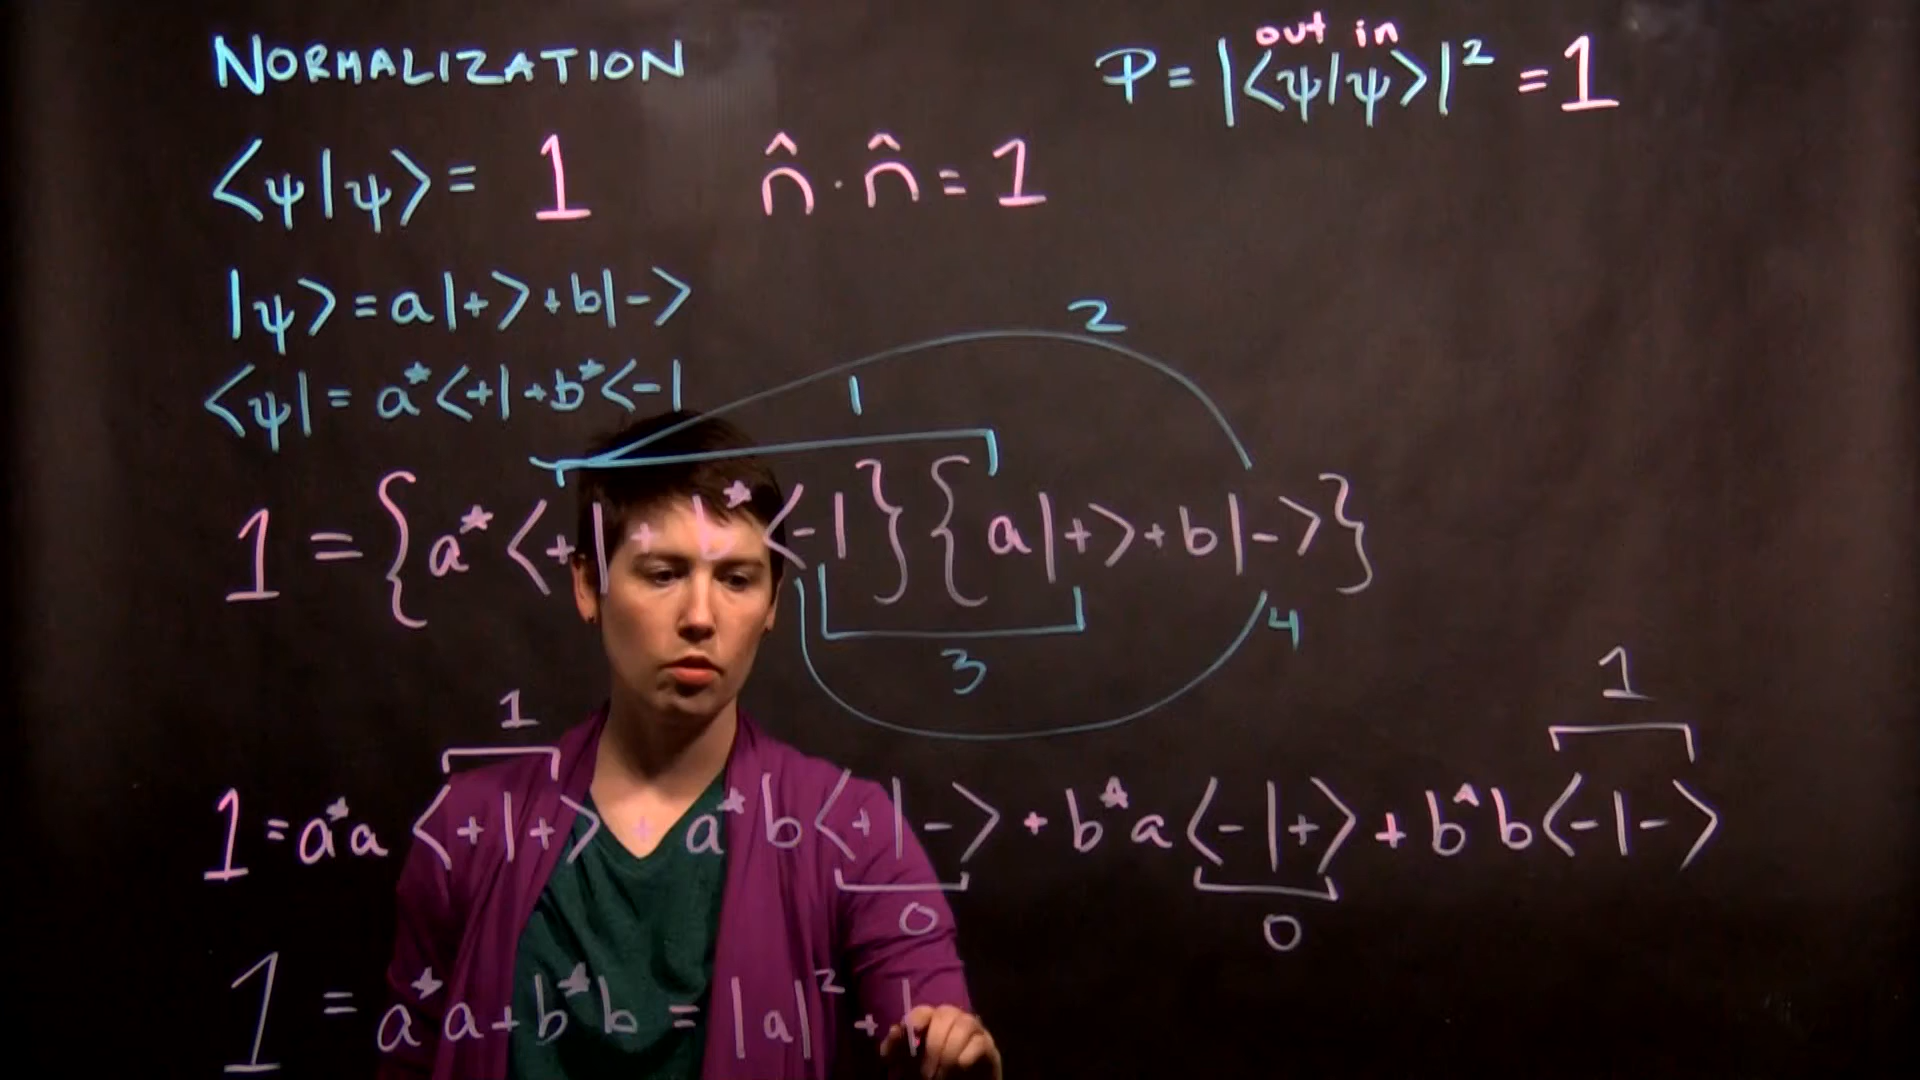 NORMALIZATION
out in
P = |<ψ|ψ>|² = 1
<ψ|ψ> = 1
n̂ · n̂ = 1
|ψ> = a|+> + b|->
2
<ψ| = a*<+| + b*<-|
1
1 = {a*<+| + b*<-|}{a|+> + b|->}
4
3
1
1
1 = a*a<+|+> + a*b<+|-> + b*a<-|+> + b*b<-|->
0
0
1 = a*a + b*b = |a|² + |